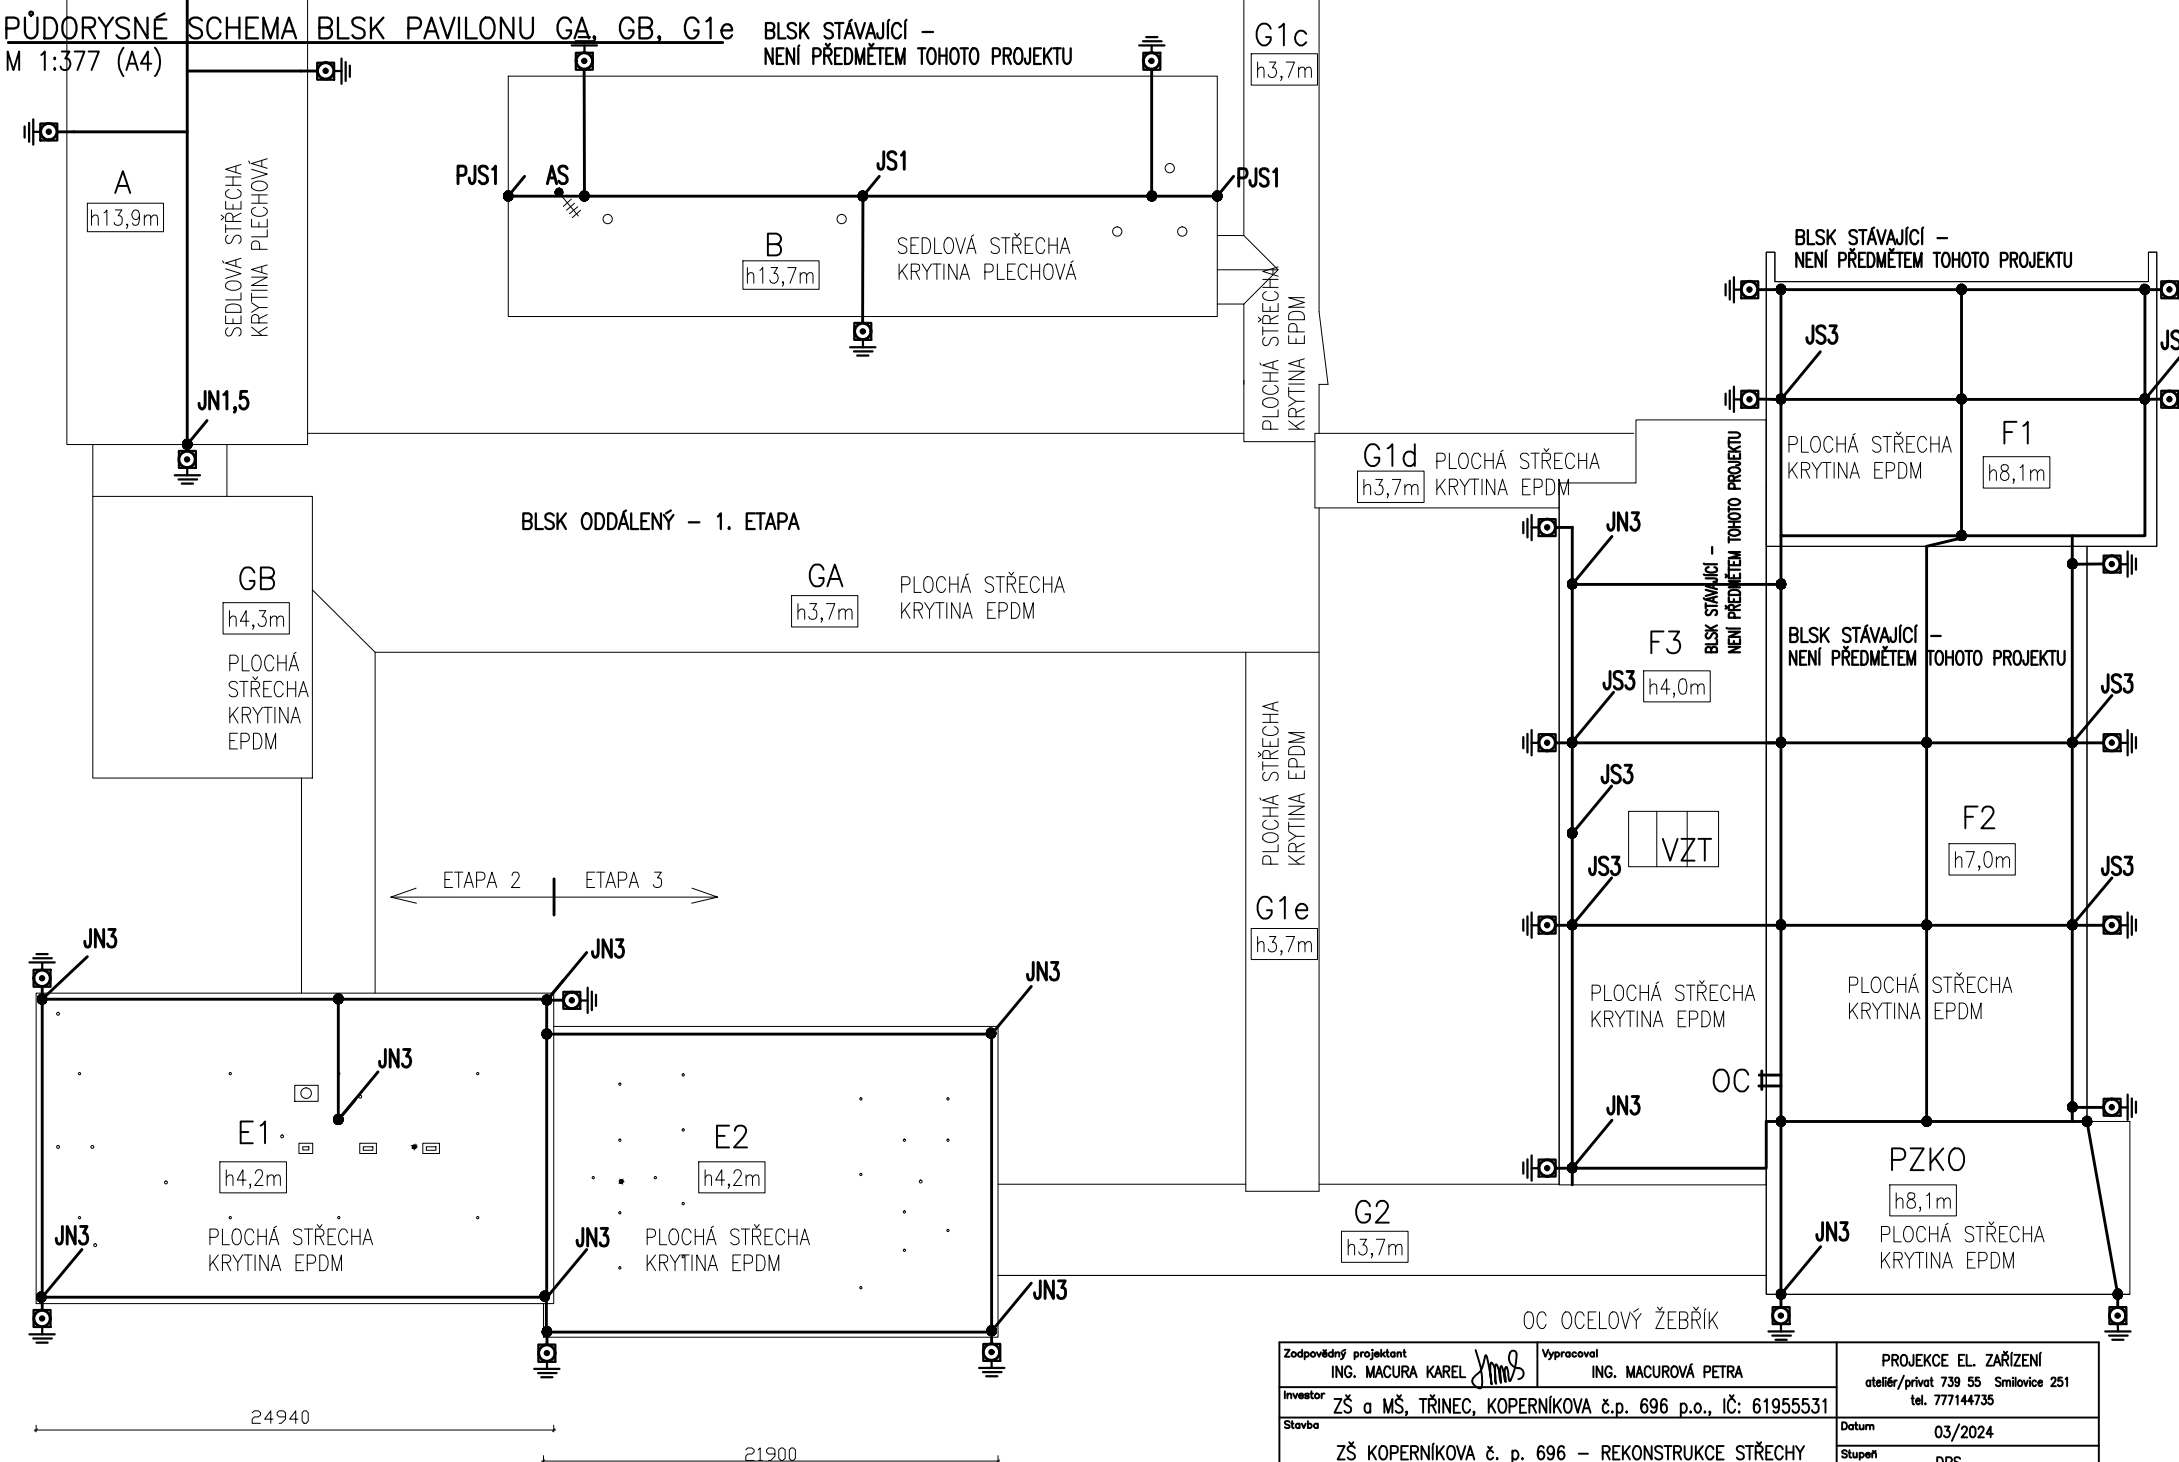 PŮDORYSNÉ SCHEMA BLSK PAVILONU GA, GB, G1e
M 1:377 (A4)
BLSK STÁVAJÍCÍ –
NENÍ PŘEDMĚTEM TOHOTO PROJEKTU
G1c
h3,7m
A
h13,9m
SEDLOVÁ STŘECHA
KRYTINA PLECHOVÁ
JN1,5
PJS1
AS
JS1
PJS1
B
h13,7m
SEDLOVÁ STŘECHA
KRYTINA PLECHOVÁ
PLOCHÁ STŘECHA
KRYTINA EPDM
BLSK STÁVAJÍCÍ –
NENÍ PŘEDMĚTEM TOHOTO PROJEKTU
JS3
JS
PLOCHÁ STŘECHA
KRYTINA EPDM
F1
h8,1m
G1d
h3,7m
PLOCHÁ STŘECHA
KRYTINA EPDM
BLSK STÁVAJÍCÍ –
NENÍ PŘEDMĚTEM TOHOTO PROJEKTU
BLSK ODDÁLENÝ – 1. ETAPA
JN3
GB
h4,3m
PLOCHÁ
STŘECHA
KRYTINA
EPDM
GA
h3,7m
PLOCHÁ STŘECHA
KRYTINA EPDM
F3
h4,0m
BLSK STÁVAJÍCÍ –
NENÍ PŘEDMĚTEM TOHOTO PROJEKTU
JS3
JS3
PLOCHÁ STŘECHA
KRYTINA EPDM
JS3
VZT
F2
h7,0m
JS3
JS3
ETAPA 2
ETAPA 3
G1e
h3,7m
JN3
JN3
JN3
PLOCHÁ STŘECHA
KRYTINA EPDM
PLOCHÁ STŘECHA
KRYTINA EPDM
JN3
OC
JN3
E1
h4,2m
E2
h4,2m
PZKO
h8,1m
PLOCHÁ STŘECHA
KRYTINA EPDM
JN3
G2
h3,7m
JN3
PLOCHÁ STŘECHA
KRYTINA EPDM
JN3
PLOCHÁ STŘECHA
KRYTINA EPDM
JN3
OC OCELOVÝ ŽEBŘÍK
24940
21900
Zodpovědný projektant
ING. MACURA KAREL
Vypracoval
ING. MACUROVÁ PETRA
PROJEKCE EL. ZAŘÍZENÍ
ateliér/privat 739 55 Smilovice 251
tel. 777144735
Investor
ZŠ a MŠ, TŘINEC, KOPERNÍKOVA č.p. 696 p.o., IČ: 61955531
Stavba
ZŠ KOPERNÍKOVA č. p. 696 – REKONSTRUKCE STŘECHY
Datum
03/2024
Stupeň